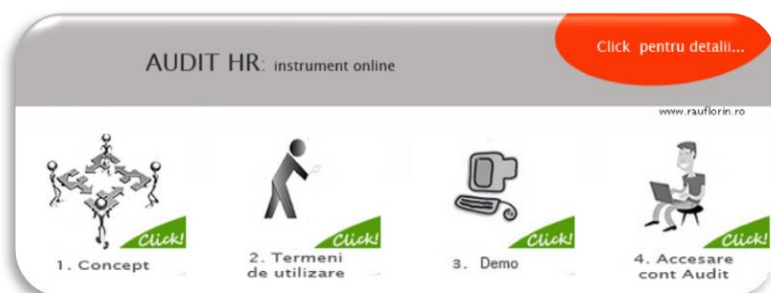 AUDIT HR: instrument online
Click pentru detalii...
www.rauflorin.ro
Click!
1. Concept
Click!
2. Termeni
de utilizare
Click!
3. Demo
Click!
4. Accesare
cont Audit